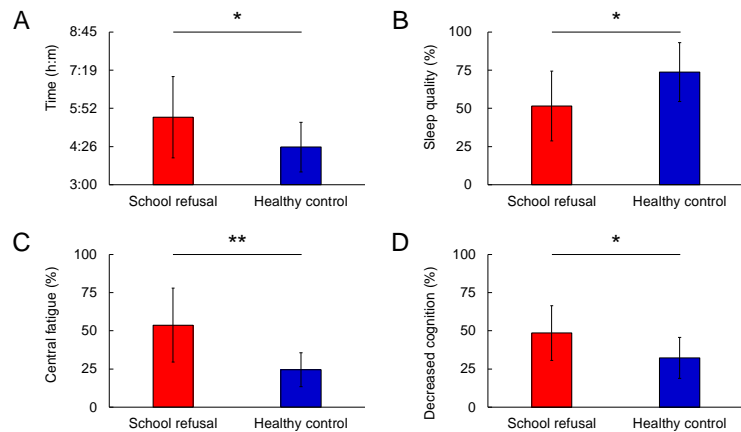 A
Time (h:m)
8:45
7:19
5:52
4:26
3:00
*
School refusal
Healthy control
B
Sleep quality (%)
100
75
50
25
0
*
School refusal
Healthy control
C
Central fatigue (%)
100
75
50
25
0
**
School refusal
Healthy control
D
Decreased cognition (%)
100
75
50
25
0
*
School refusal
Healthy control